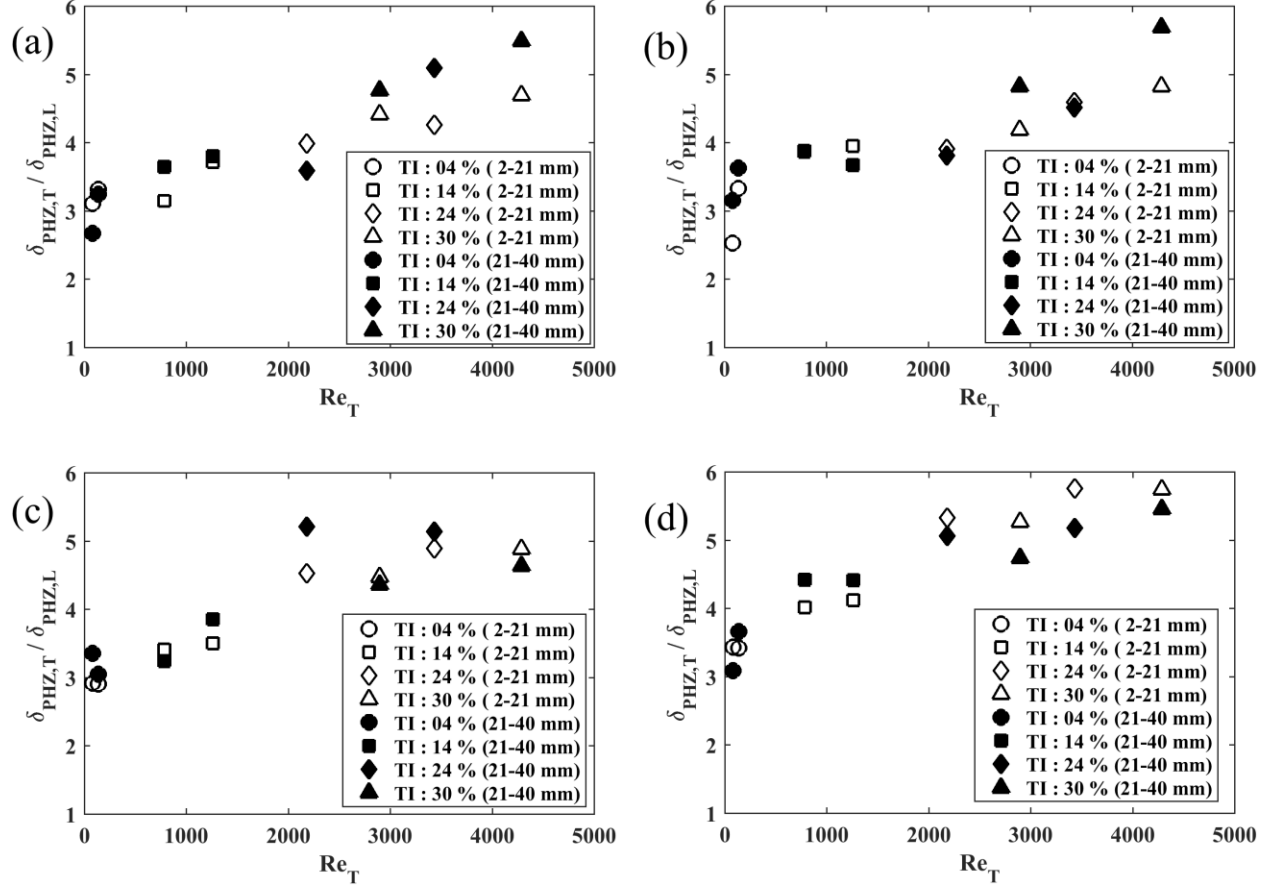 (a)
6
5
4
3
2
1
δPHZ,T / δPHZ,L
TI : 04 % ( 2-21 mm)
TI : 14 % ( 2-21 mm)
TI : 24 % ( 2-21 mm)
TI : 30 % ( 2-21 mm)
TI : 04 % (21-40 mm)
TI : 14 % (21-40 mm)
TI : 24 % (21-40 mm)
TI : 30 % (21-40 mm)
0 1000 2000 3000 4000 5000
ReT
(b)
6
5
4
3
2
1
δPHZ,T / δPHZ,L
TI : 04 % ( 2-21 mm)
TI : 14 % ( 2-21 mm)
TI : 24 % ( 2-21 mm)
TI : 30 % ( 2-21 mm)
TI : 04 % (21-40 mm)
TI : 14 % (21-40 mm)
TI : 24 % (21-40 mm)
TI : 30 % (21-40 mm)
0 1000 2000 3000 4000 5000
ReT
(c)
6
5
4
3
2
1
δPHZ,T / δPHZ,L
TI : 04 % ( 2-21 mm)
TI : 14 % ( 2-21 mm)
TI : 24 % ( 2-21 mm)
TI : 30 % ( 2-21 mm)
TI : 04 % (21-40 mm)
TI : 14 % (21-40 mm)
TI : 24 % (21-40 mm)
TI : 30 % (21-40 mm)
0 1000 2000 3000 4000 5000
ReT
(d)
6
5
4
3
2
1
δPHZ,T / δPHZ,L
TI : 04 % ( 2-21 mm)
TI : 14 % ( 2-21 mm)
TI : 24 % ( 2-21 mm)
TI : 30 % ( 2-21 mm)
TI : 04 % (21-40 mm)
TI : 14 % (21-40 mm)
TI : 24 % (21-40 mm)
TI : 30 % (21-40 mm)
0 1000 2000 3000 4000 5000
ReT